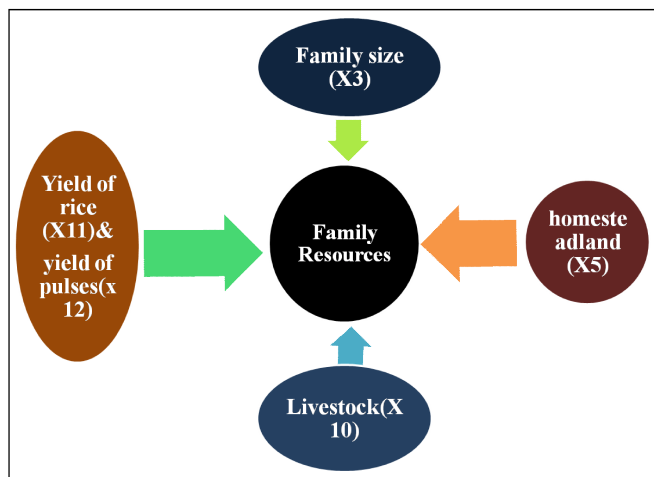 Family size
(X3)
Yield of
rice
(X11)&
yield of
pulses(x
12)
Family
Resources
homeste
adland
(X5)
Livestock(X
10)